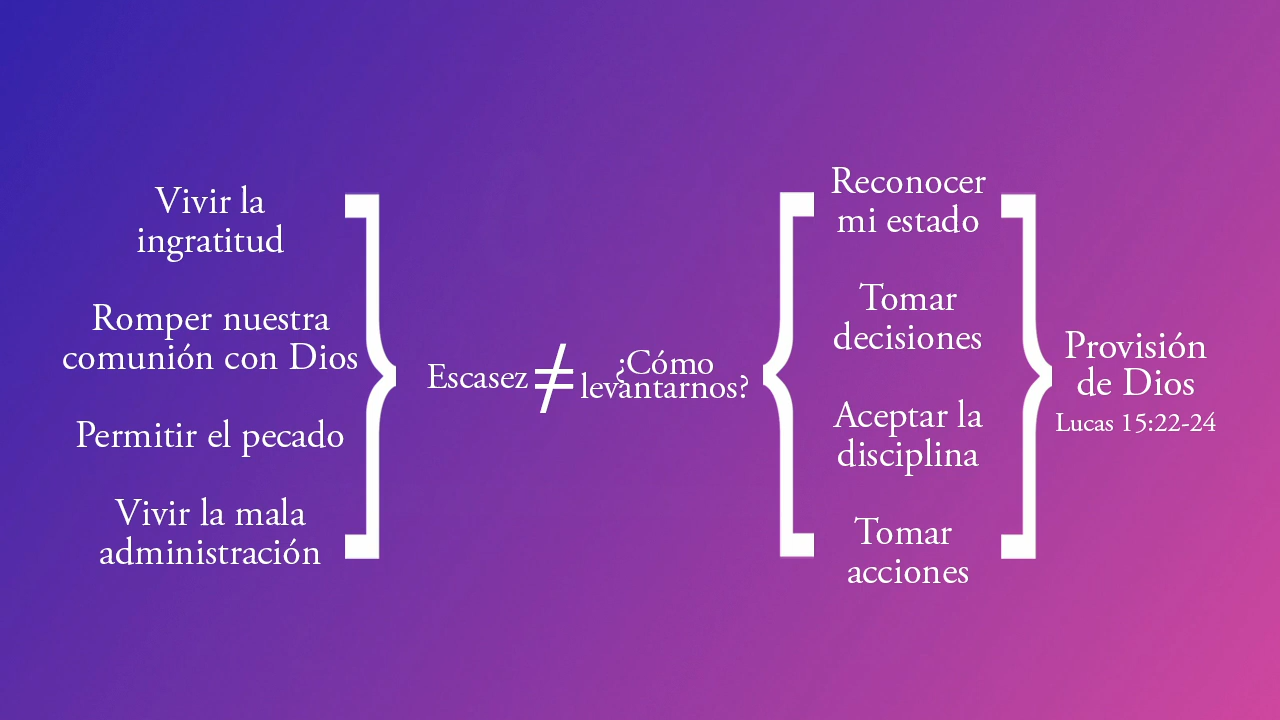 Vivir la
ingratitud
Romper nuestra
comunión con Dios
Permitir el pecado
Vivir la mala
administración
Escasez ≠ ¿Cómo
levantarnos?
Reconocer
mi estado
Tomar
decisiones
Aceptar la
disciplina
Tomar
acciones
Provisión
de Dios
Lucas 15:22-24